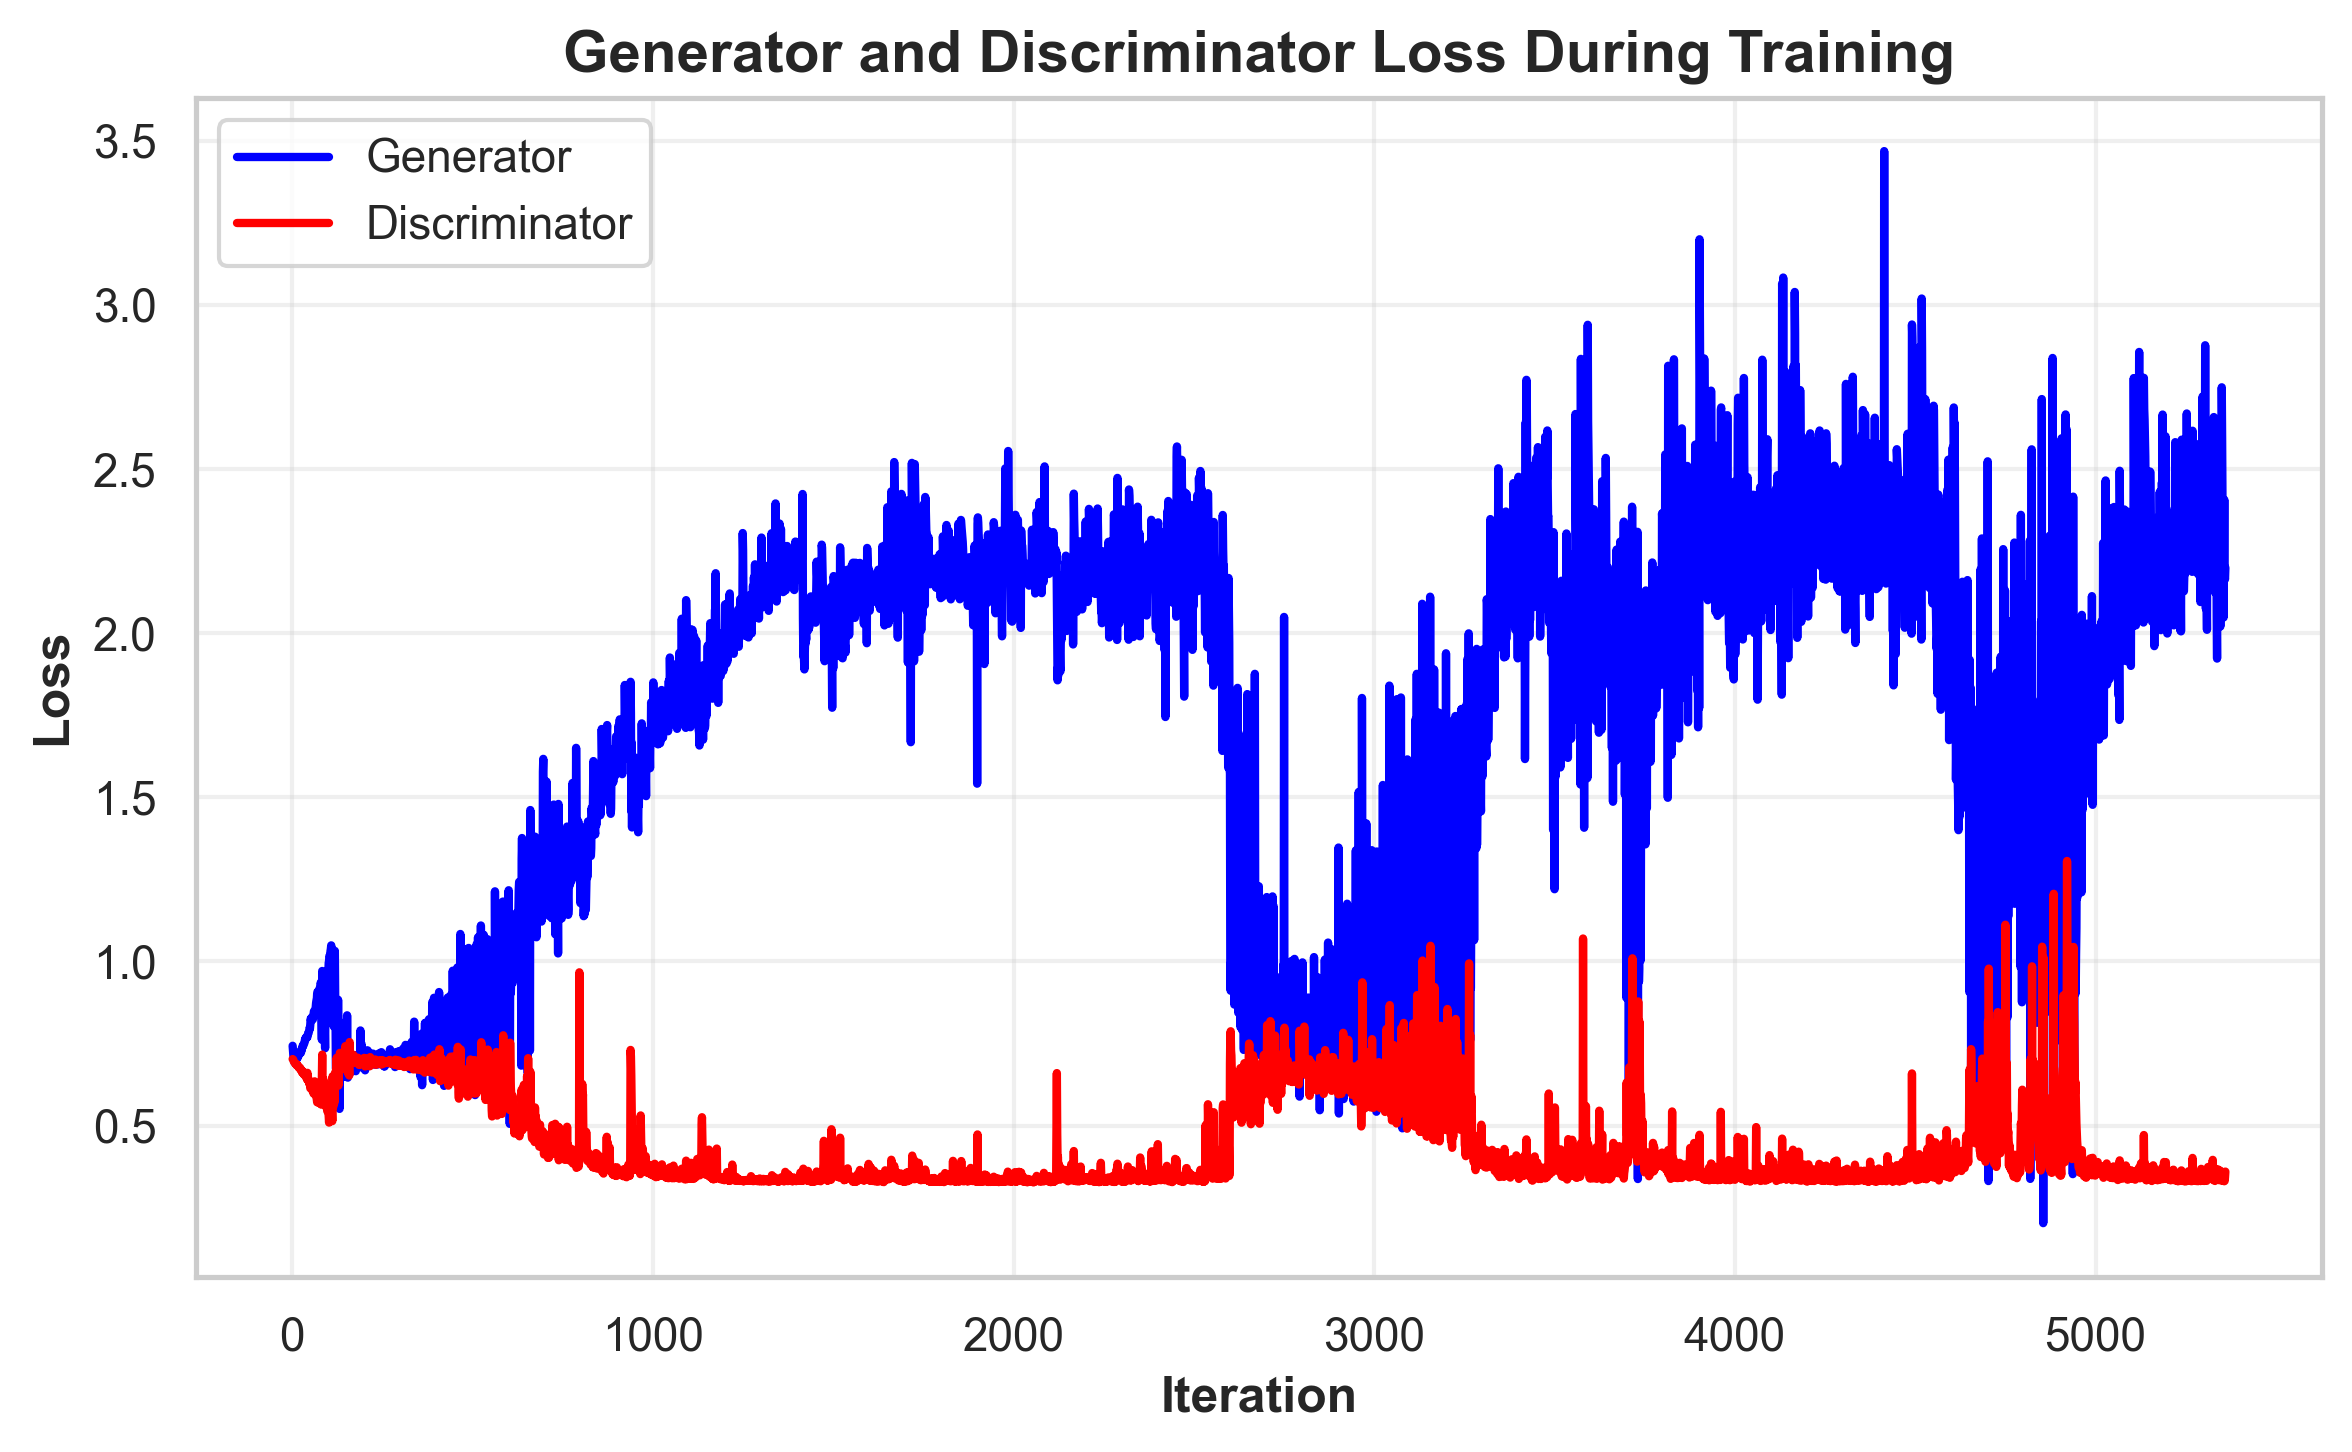 Generator and Discriminator Loss During Training
Generator
Discriminator
3.5
3.0
2.5
2.0
1.5
1.0
0.5
Loss
0 1000 2000 3000 4000 5000
Iteration